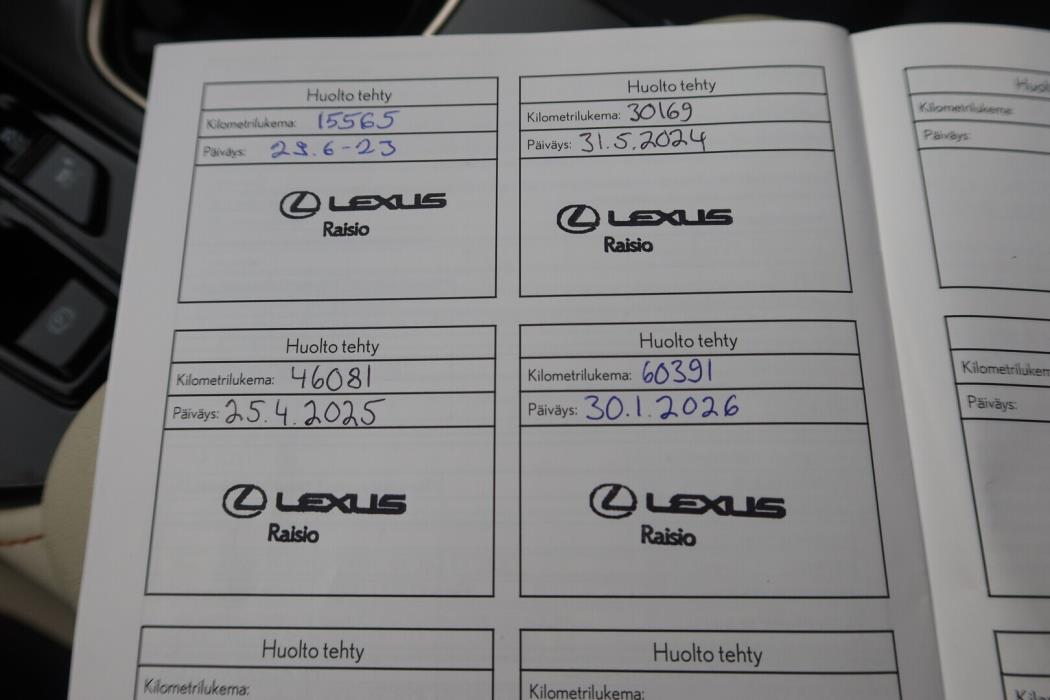 Huolto tehty
Kilometrilukema: 15565
Päiväys: 29.6-23
LEXUS
Raisio
Huolto tehty
Kilometrilukema: 30169
Päiväys: 31.5.2024
LEXUS
Raisio
Kilometrilukema:
Päiväys:
Huolto tehty
Kilometrilukema: 46081
Päiväys: 25.4.2025
LEXUS
Raisio
Huolto tehty
Kilometrilukema: 60391
Päiväys: 30.1.2026
LEXUS
Raisio
Päiväys:
Huolto tehty
Kilometrilukema:
Huolto tehty
Kilometrilukema: